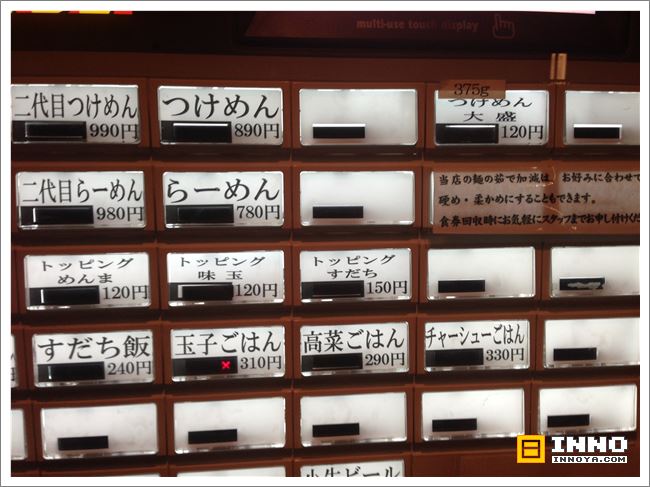 multi-use touch display
二代目つけめん
990円
つけめん
890円
375g
つけめん
大盛
120円
二代目らーめん
980円
らーめん
780円
当店の麺の茹で加減は、お好みに合わせて
硬め・柔かめにすることもできます。
食券回収時にお気軽にスタッフまでお申し付けくだ
トッピング
めんま
120円
トッピング
味玉
120円
トッピング
すだち
150円
すだち飯
240円
玉子ごはん
×310円
高菜ごはん
290円
チャーシューごはん
330円
小生ビール
日 INNO
INNOYA.COM